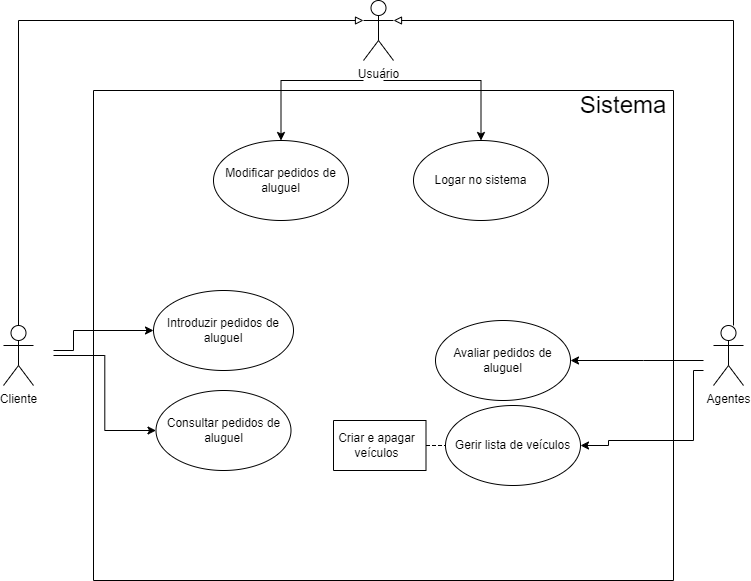 Usuário
Sistema
Modificar pedidos de
aluguel
Logar no sistema
Introduzir pedidos de
aluguel
Avaliar pedidos de
aluguel
Cliente
Agentes
Consultar pedidos de
aluguel
Criar e apagar
veículos
Gerir lista de veículos